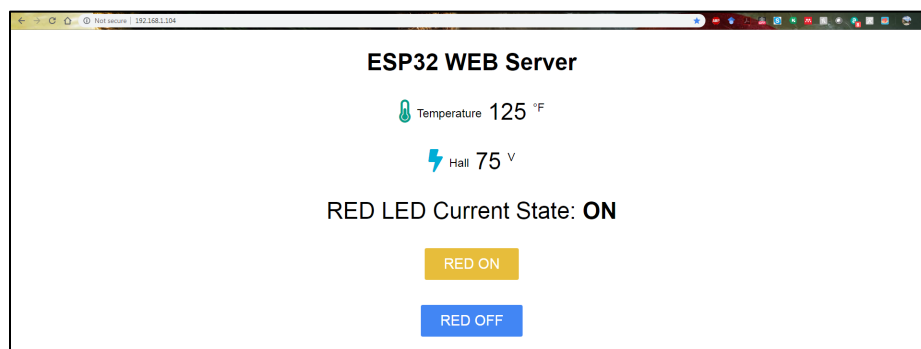 Not secure | 192.168.1.104
ESP32 WEB Server
Temperature 125 °F
Hall 75 V
RED LED Current State: ON
RED ON
RED OFF